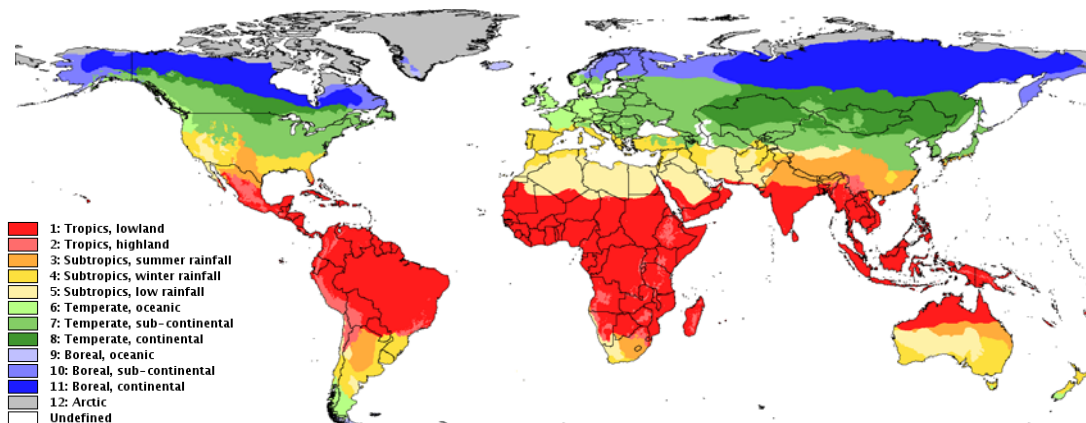 1: Tropics, lowland
2: Tropics, highland
3: Subtropics, summer rainfall
4: Subtropics, winter rainfall
5: Subtropics, low rainfall
6: Temperate, oceanic
7: Temperate, sub-continental
8: Temperate, continental
9: Boreal, oceanic
10: Boreal, sub-continental
11: Boreal, continental
12: Arctic
Undefined